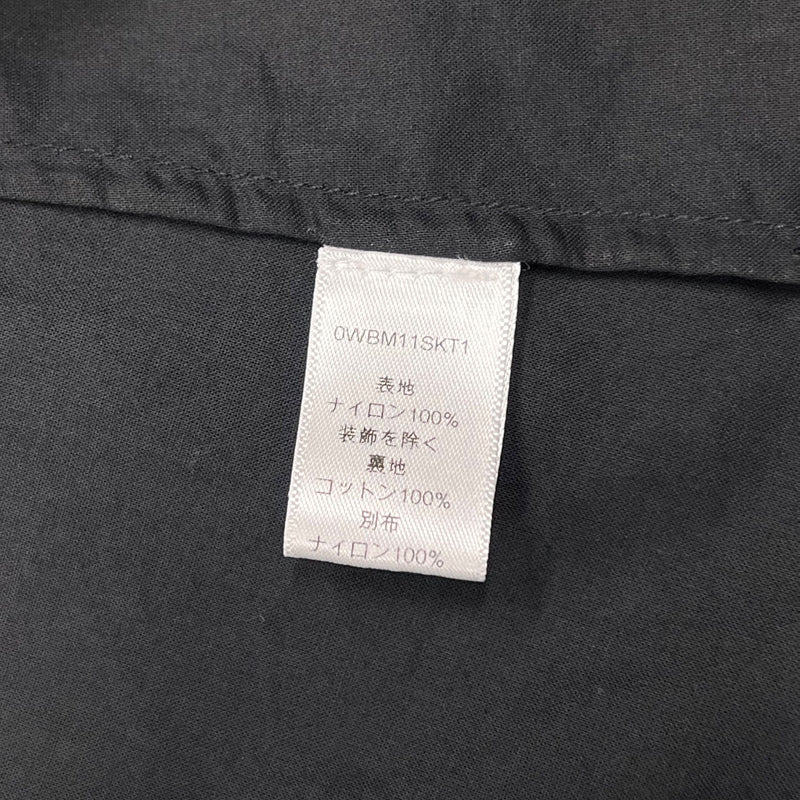 0WBM11SKT1
表地
ナイロン100%
装飾を除く
裏地
コットン100%
別布
ナイロン100%